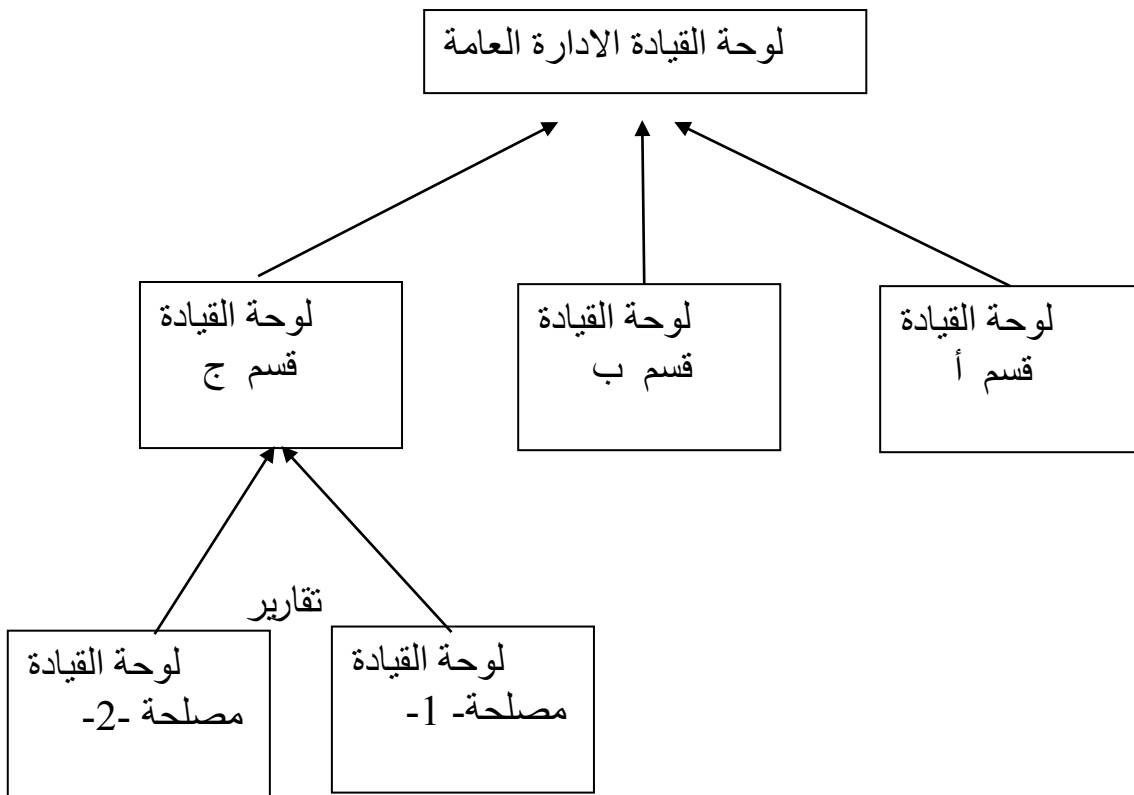 لوحة القيادة الادارة العامة
لوحة القيادة
قسم أ
لوحة القيادة
قسم ب
لوحة القيادة
قسم ج
تقارير
لوحة القيادة
مصلحة- 1-
لوحة القيادة
مصلحة -2-